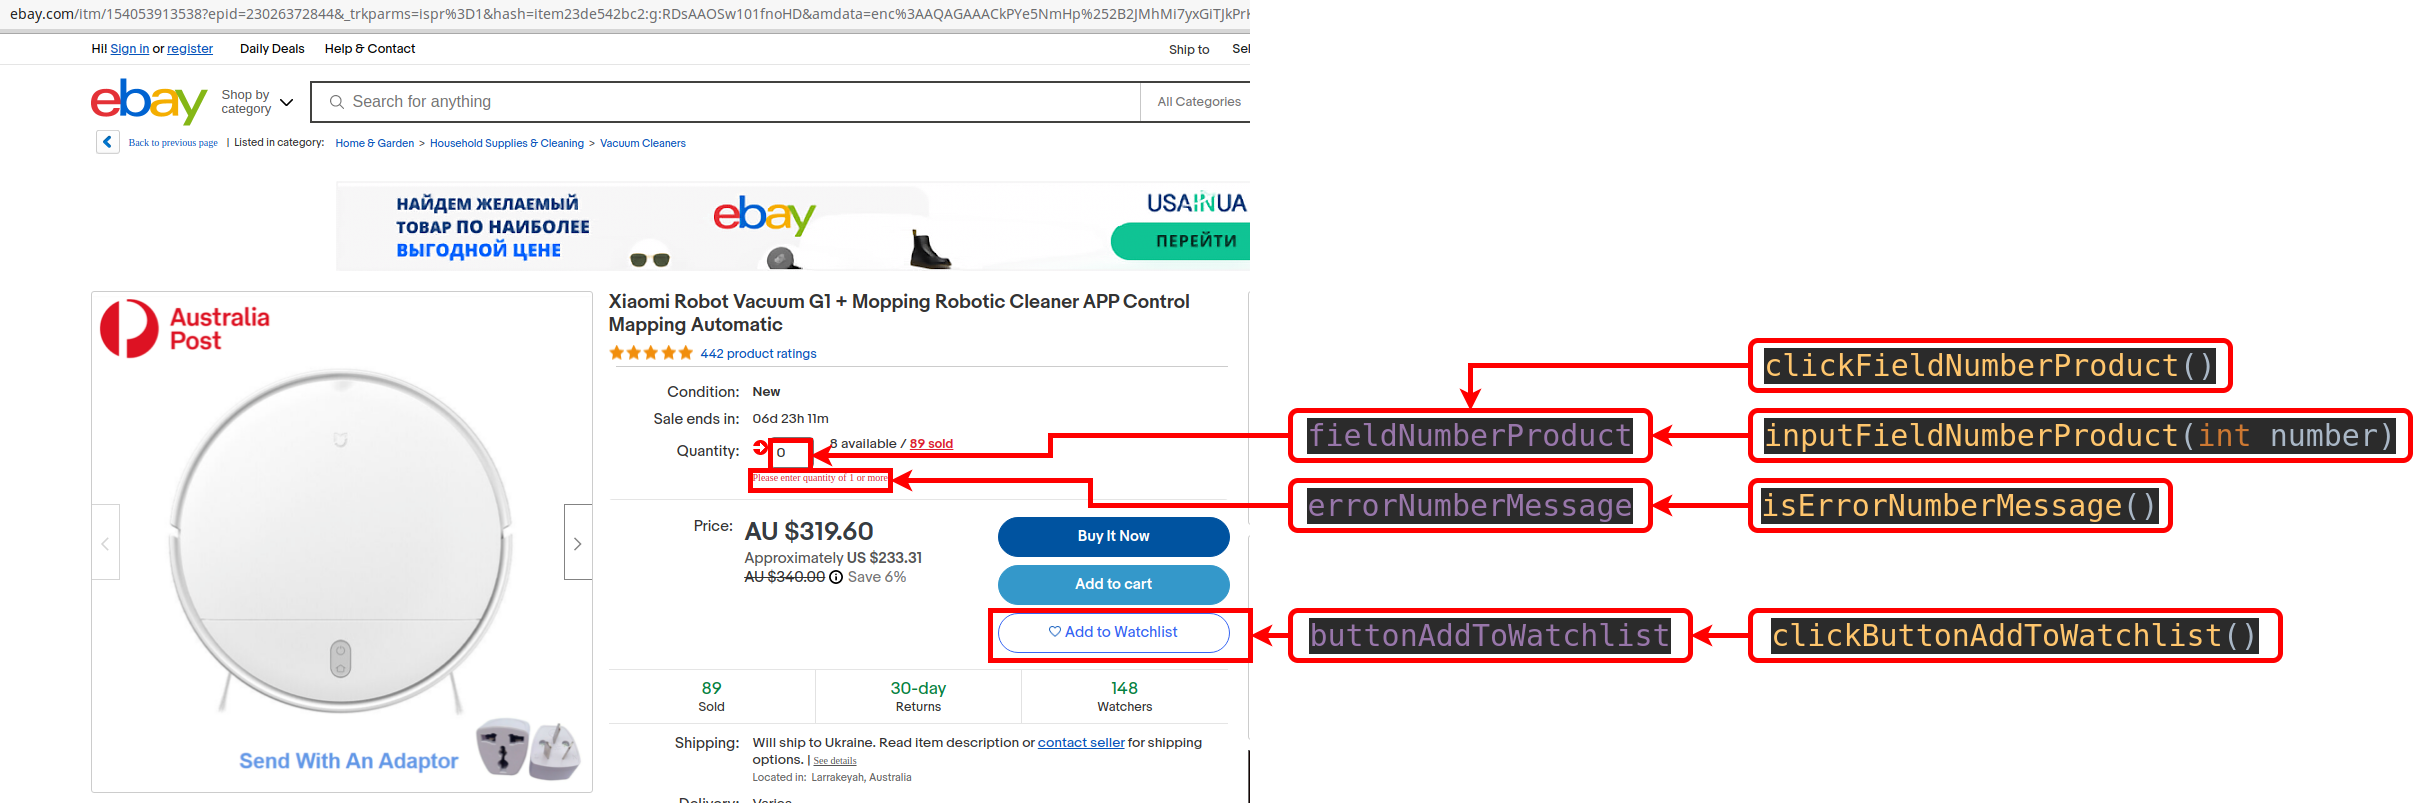 ebay.com/itm/154053913538?epid=23026372844&_trkparms=ispr%3D1&hash=item23de542bc2:g:RDsAAOSw101fnoHD&amdata=enc%3AAQAGAAACkPYe5NmHp%252B2JMhMi7yxGiTJkPrK
Hi! Sign in or register Daily Deals Help & Contact Ship to Sel
ebay Shop by category Search for anything All Categories
Back to previous page | Listed in category: Home & Garden > Household Supplies & Cleaning > Vacuum Cleaners
НАЙДЕМ ЖЕЛАЕМЫЙ
ТОВАР ПО НАИБОЛЕЕ
ВЫГОДНОЙ ЦЕНЕ
ebay
USAINUA
ПЕРЕЙТИ
Australia
Post
Send With An Adaptor
Xiaomi Robot Vacuum G1 + Mopping Robotic Cleaner APP Control
Mapping Automatic
442 product ratings
Condition: New
Sale ends in: 06d 23h 11m
Quantity: 0 8 available / 89 sold
Please enter quantity of 1 or more
Price: AU $319.60
Approximately US $233.31
AU $340.00 Save 6%
Buy It Now
Add to cart
Add to Watchlist
89 30-day 148
Sold Returns Watchers
Shipping: Will ship to Ukraine. Read item description or contact seller for shipping
options. | See details
Located in: Larrakeyah, Australia
Delivery: Varies
clickFieldNumberProduct()
fieldNumberProduct inputFieldNumberProduct(int number)
errorNumberMessage isErrorNumberMessage()
buttonAddToWatchlist clickButtonAddToWatchlist()